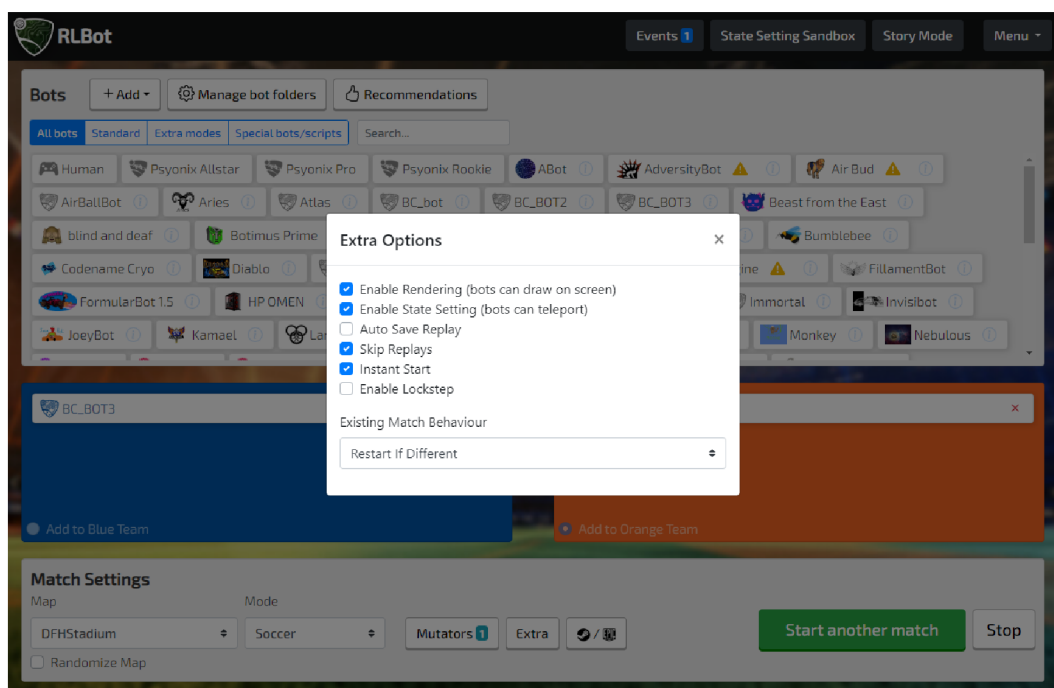 RLBot
Events 1
State Setting Sandbox
Story Mode
Menu
Bots
+ Add
Manage bot folders
Recommendations
All bots
Standard
Extra modes
Special bots/scripts
Search...
Human
Psyonix Allstar
Psyonix Pro
Psyonix Rookie
ABot
AdversityBot
Air Bud
AirBallBot
Aries
Atlas
BC_bot
BC_BOT2
BC_BOT3
Beast from the East
blind and deaf
Botimus Prime
Bumblebee
Codename Cryo
Diablo
FillamentBot
FormularBot 1.5
HP OMEN
Immortal
Invisibot
JoeyBot
Kamael
Monkey
Nebulous
Extra Options
×
Enable Rendering (bots can draw on screen)
Enable State Setting (bots can teleport)
Auto Save Replay
Skip Replays
Instant Start
Enable Lockstep
Existing Match Behaviour
Restart If Different
BC_BOT3
×
Add to Blue Team
Add to Orange Team
Match Settings
Map
Mode
DFHStadium
Soccer
Mutators 1
Extra
/
Start another match
Stop
Randomize Map